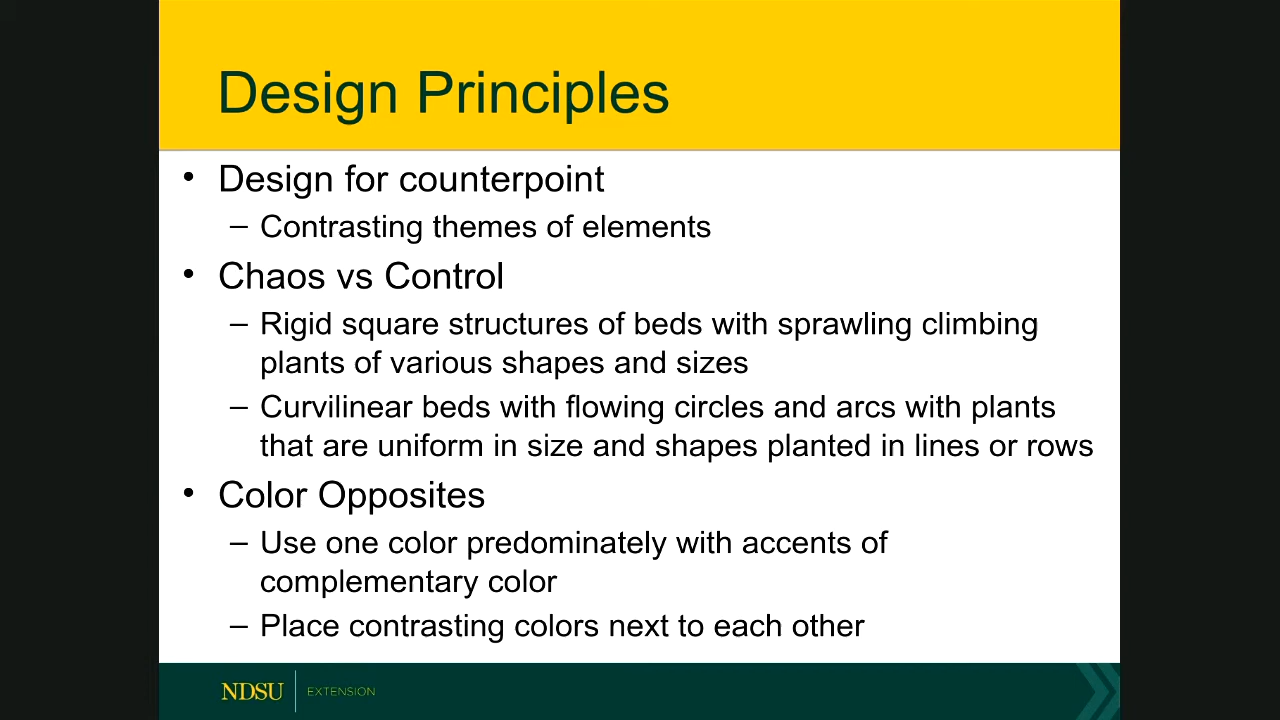 Design Principles
• Design for counterpoint
– Contrasting themes of elements
• Chaos vs Control
– Rigid square structures of beds with sprawling climbing
plants of various shapes and sizes
– Curvilinear beds with flowing circles and arcs with plants
that are uniform in size and shapes planted in lines or rows
• Color Opposites
– Use one color predominately with accents of
complementary color
– Place contrasting colors next to each other
NDSU EXTENSION